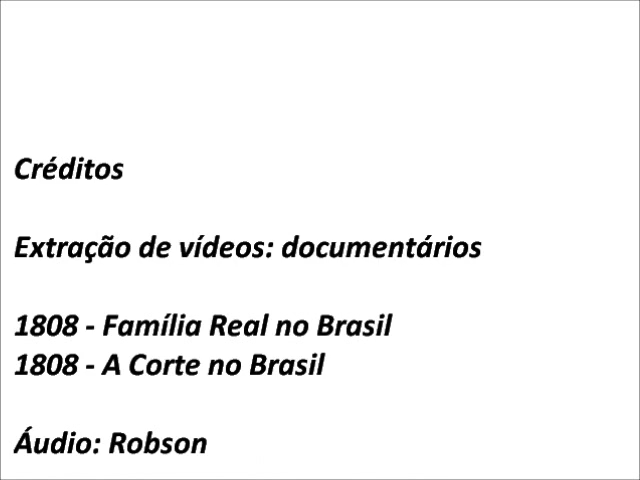 Créditos
Extração de vídeos: documentários
1808 - Família Real no Brasil
1808 - A Corte no Brasil
Áudio: Robson